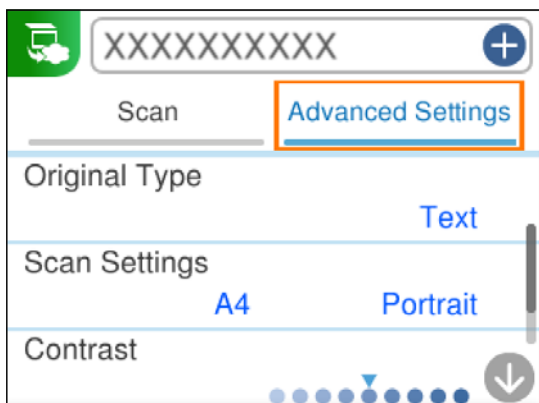 XXXXXXXXXX
Scan Advanced Settings
Original Type
Text
Scan Settings
A4 Portrait
Contrast